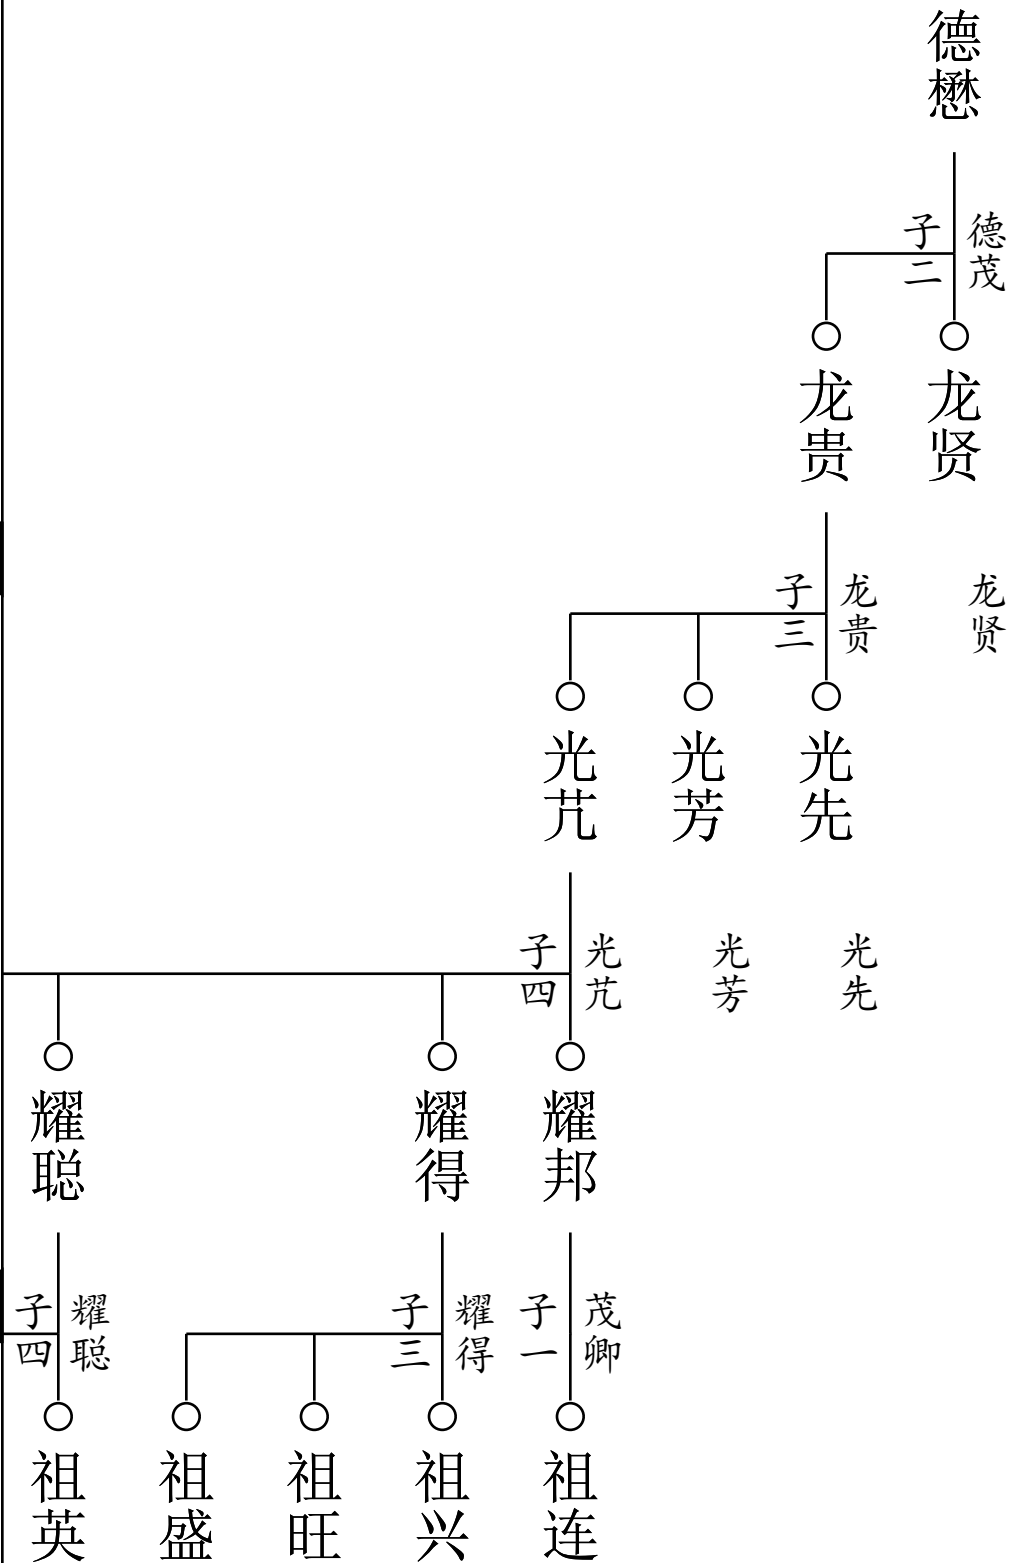 德懋
德茂
子二
龙贤
龙贵
龙贤
龙贵
子三
光先
光芳
光芁
光先
光芳
光芁
子四
耀邦
耀得
耀聪
茂卿
子一
耀得
子三
耀聪
子四
祖连
祖兴
祖旺
祖盛
祖英